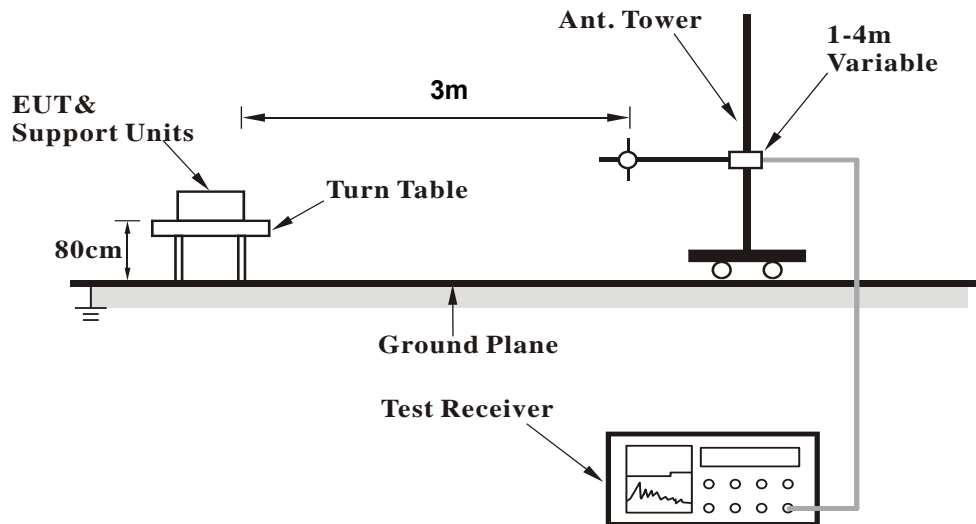 Ant. Tower
1-4m
Variable
3m
EUT&
Support Units
Turn Table
80cm
Ground Plane
Test Receiver